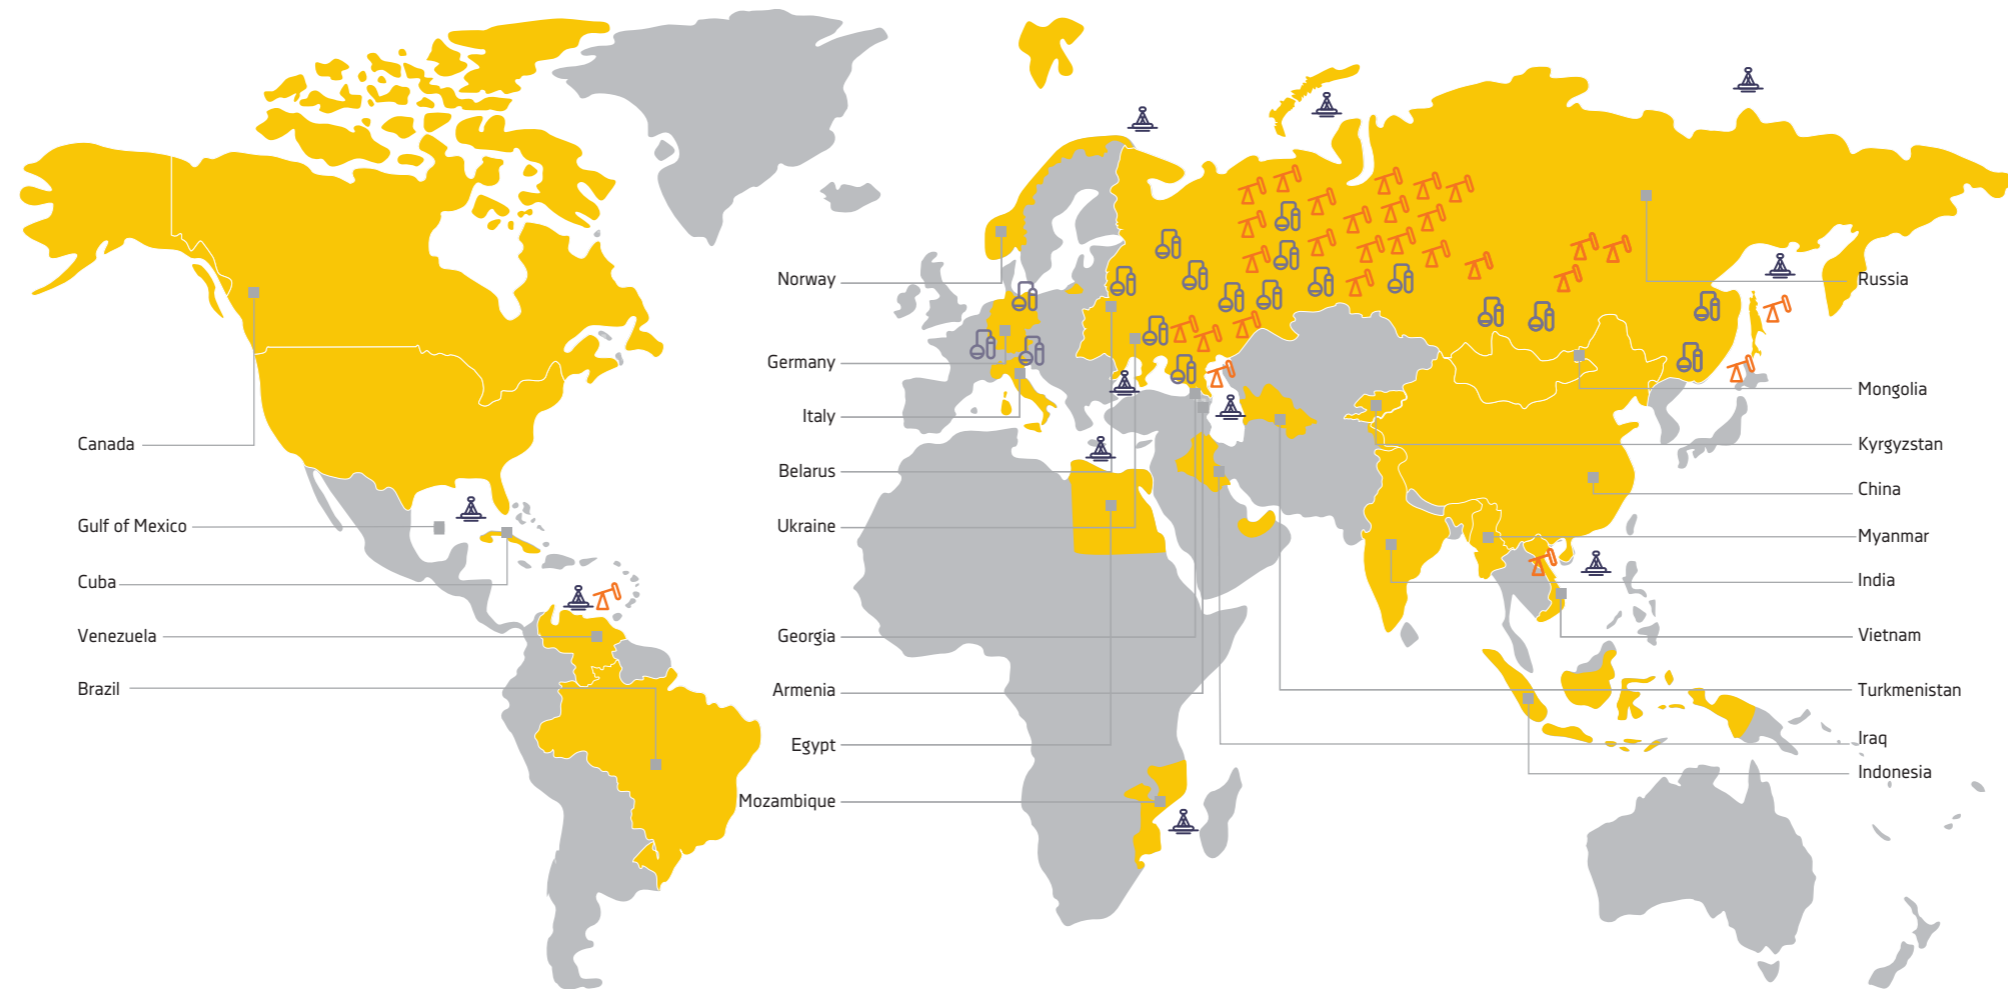 Canada
Gulf of Mexico
Cuba
Venezuela
Brazil
Norway
Germany
Italy
Belarus
Ukraine
Georgia
Armenia
Egypt
Mozambique
Russia
Mongolia
Kyrgyzstan
China
Myanmar
India
Vietnam
Turkmenistan
Iraq
Indonesia